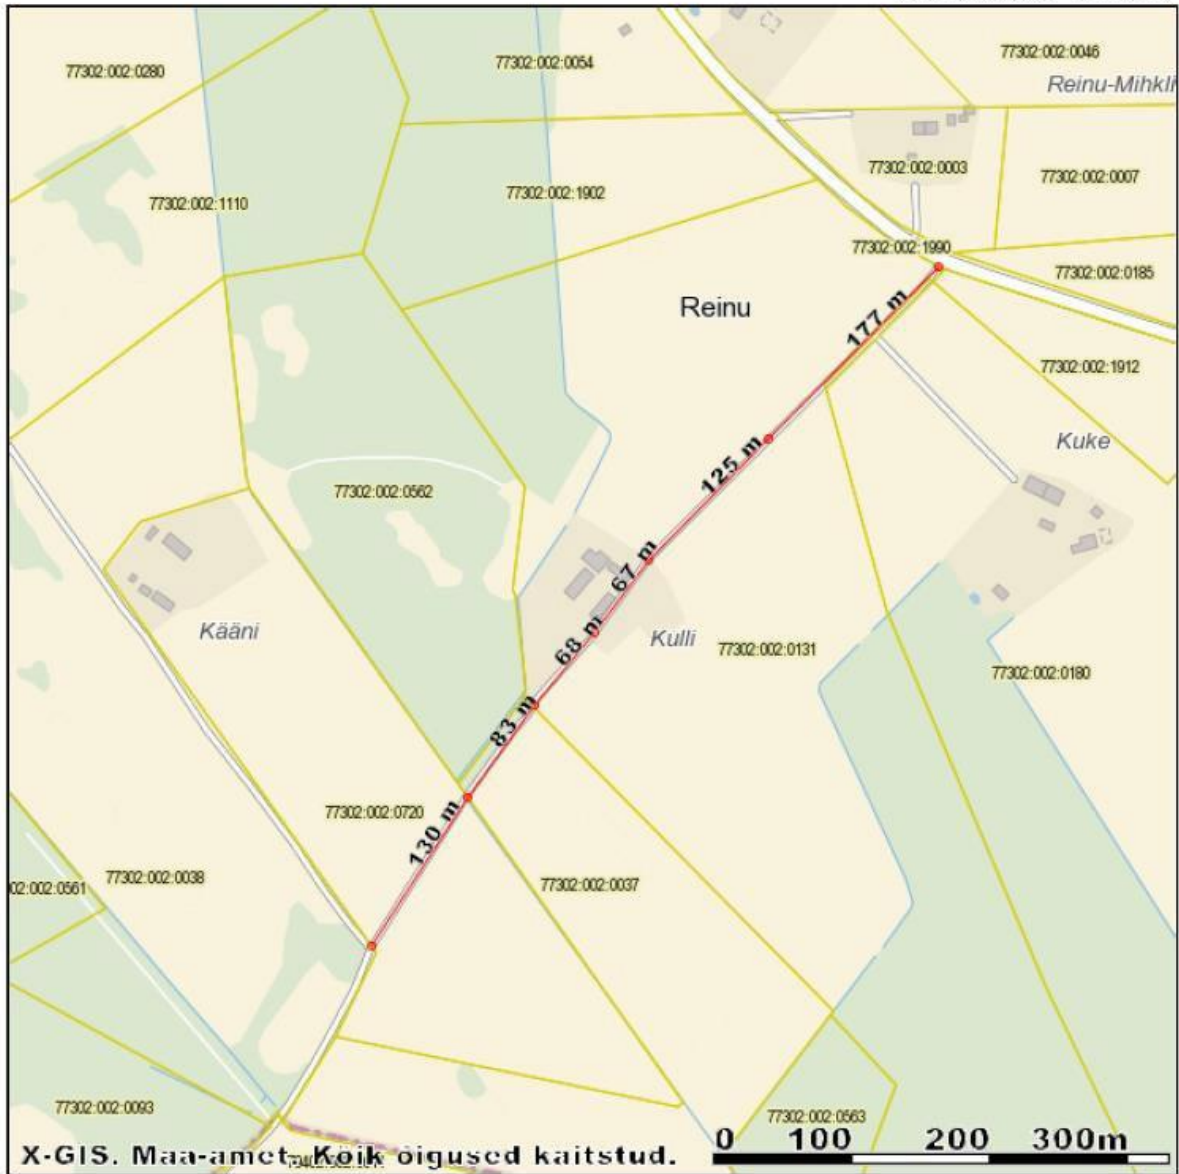 77302:002:0280
77302:002:0054
77302:002:0046
Reinu-Mihkli
77302:002:1110
77302:002:1902
77302:002:0003
77302:002:0007
77302:002:1990
77302:002:0185
Reinu
177 m
77302:002:1912
125 m
Kuke
77302:002:0562
67 m
Kääni
68 m
Külli
77302:002:0131
77302:002:0180
83 m
77302:002:0720
130 m
02:002:0561
77302:002:0038
77302:002:0037
77302:002:0093
77302:002:0563
0 100 200 300m
X-GIS. Maa-amet. Kõik õigused kaitstud.